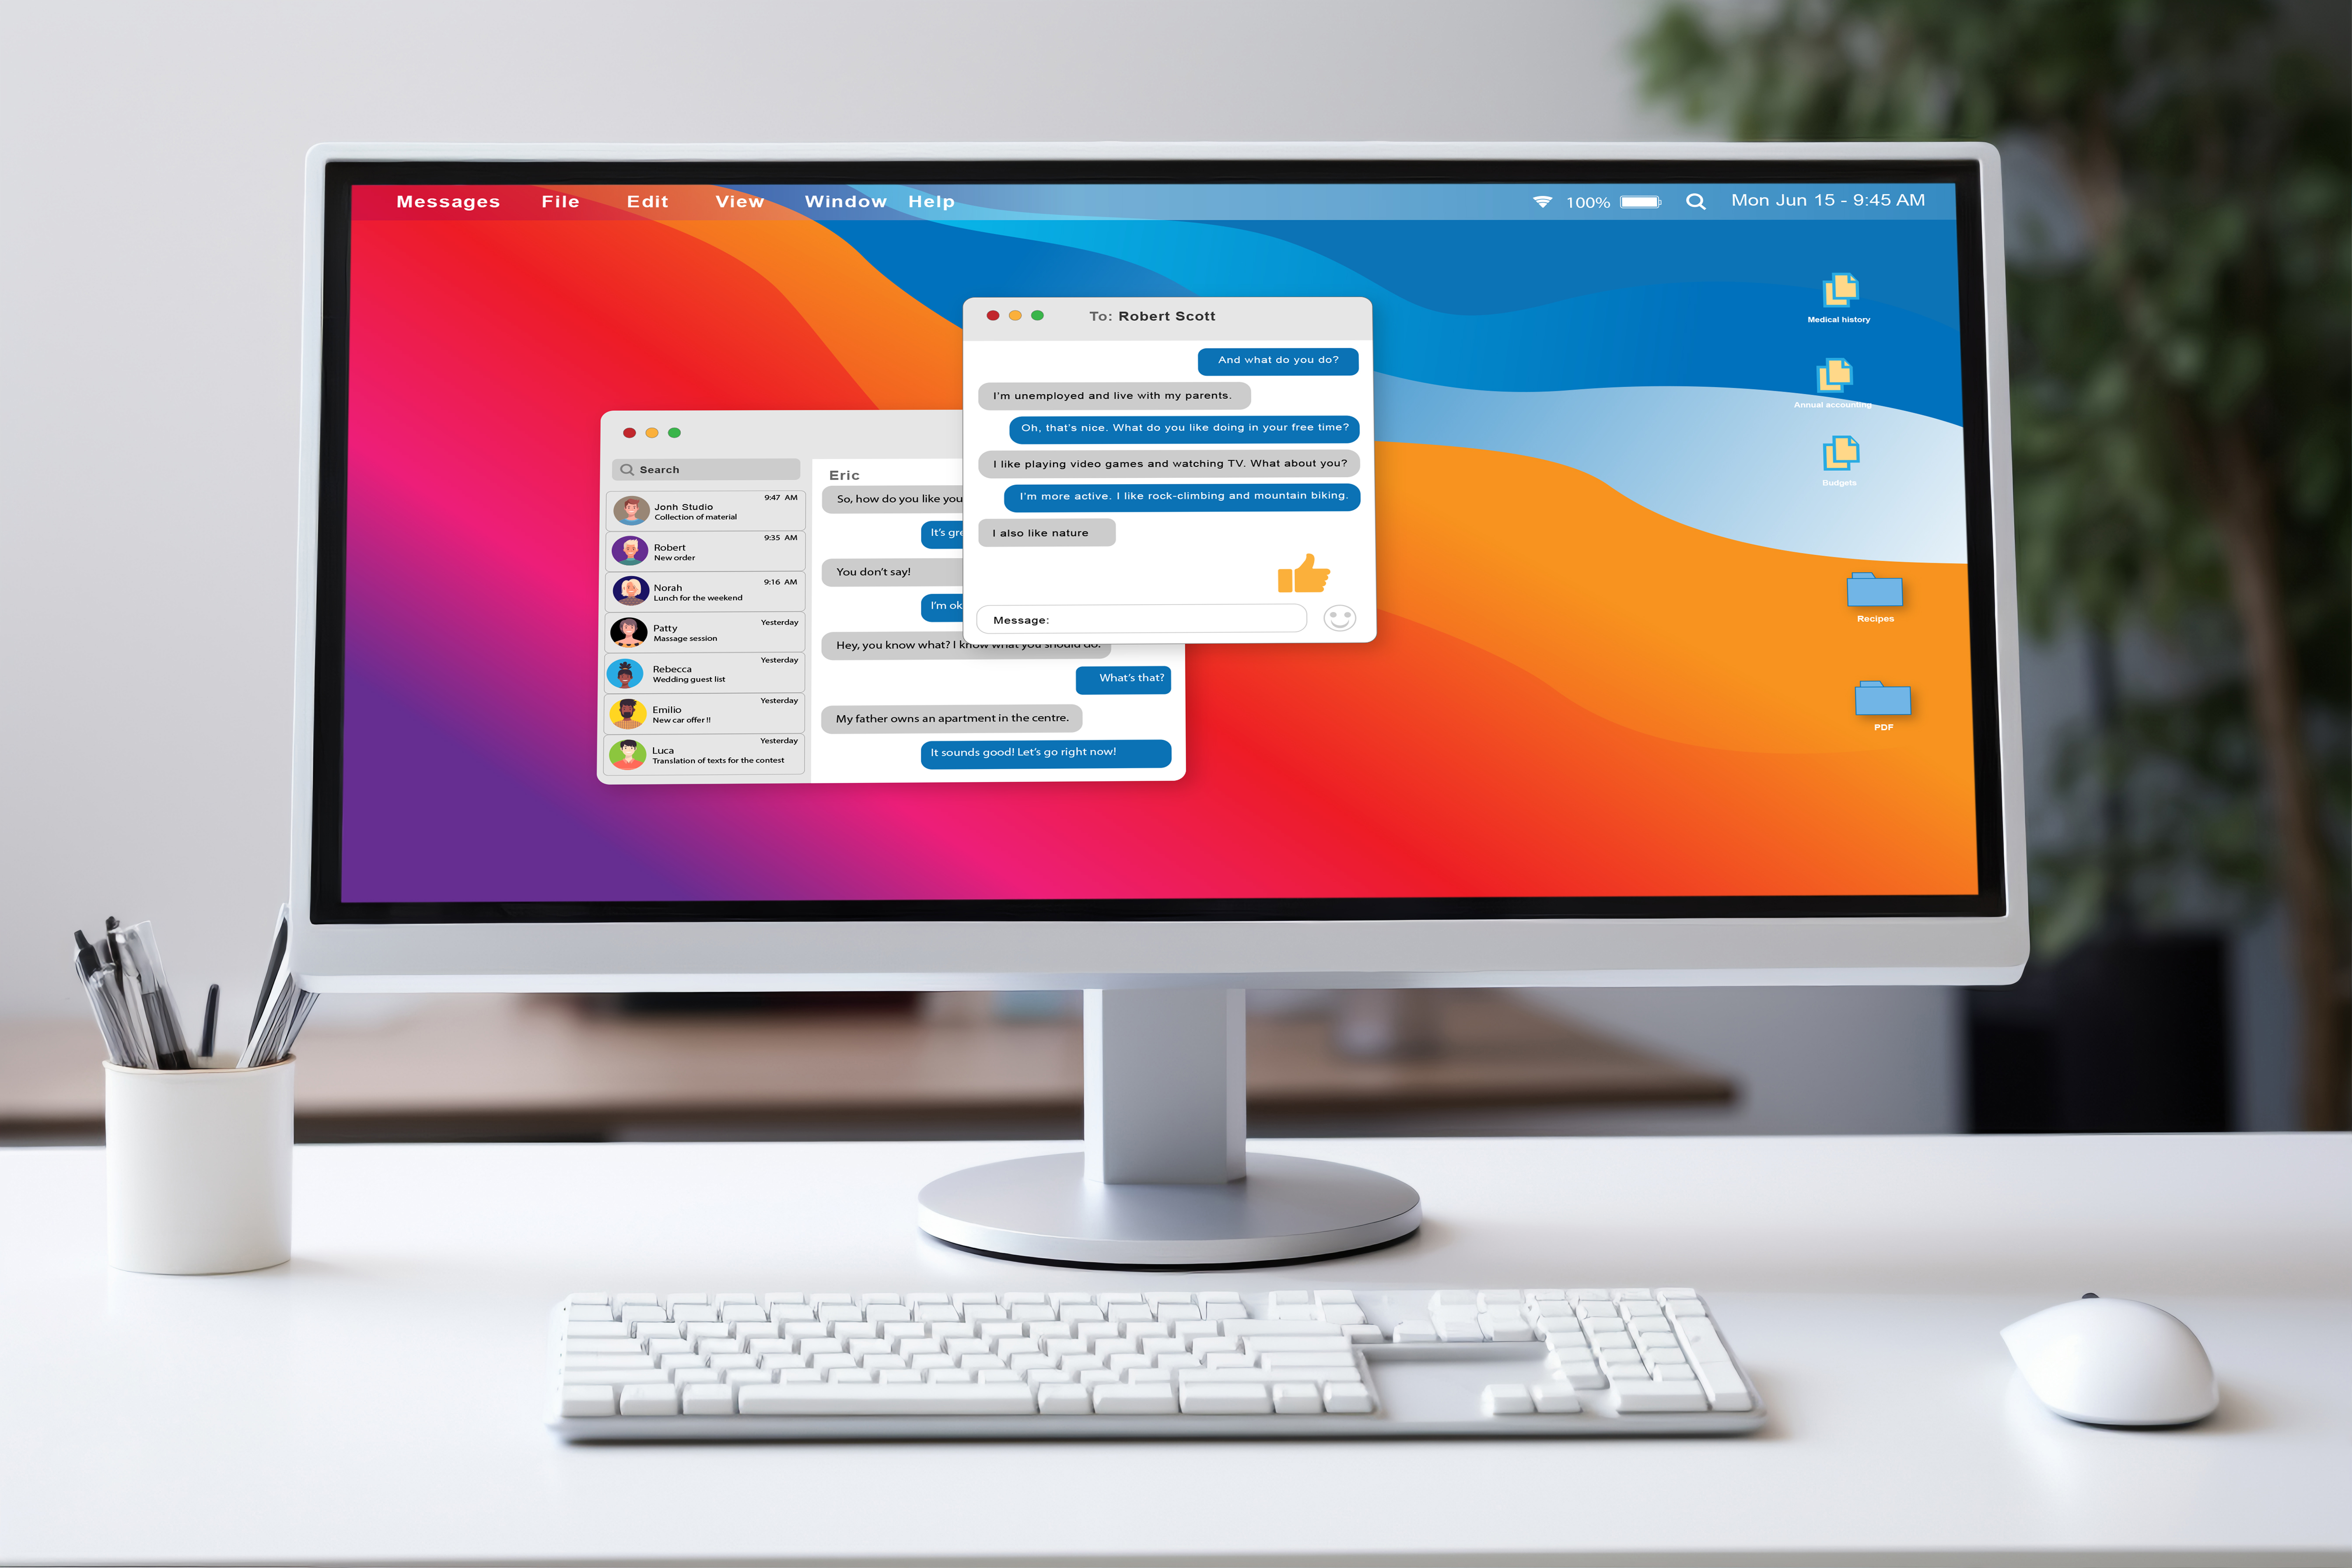 Messages File Edit View Window Help
100% Mon Jun 15 - 9:45 AM
Medical history
Annual accounting
Budgets
Recipes
PDF
To: Robert Scott
And what do you do?
I'm unemployed and live with my parents.
Oh, that's nice. What do you like doing in your free time?
I like playing video games and watching TV. What about you?
I'm more active. I like rock-climbing and mountain biking.
I also like nature
Message:
Search
9:47 AM
Jonh Studio
Collection of material
9:35 AM
Robert
New order
9:16 AM
Norah
Lunch for the weekend
Yesterday
Patty
Massage session
Yesterday
Rebecca
Wedding guest list
Yesterday
Emilio
New car offer !!
Yesterday
Luca
Translation of texts for the contest
Eric
So, how do you like you
It's gre
You don't say!
I'm ok
Hey, you know what? I know what you should do.
What's that?
My father owns an apartment in the centre.
It sounds good! Let's go right now!